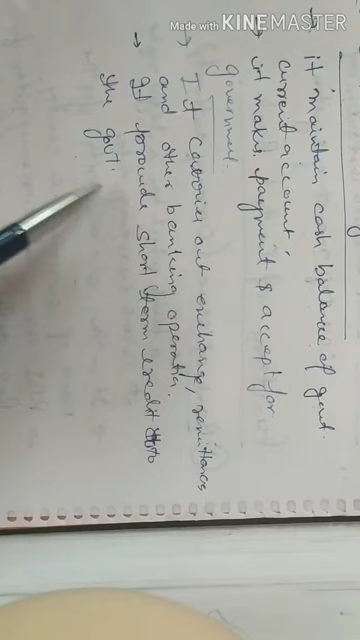 Made with KINEMASTER
→ it maintain cash balance of govt.
current account,
→ it makes payment & accept for
government.
→ It carries out exchange, remittances
and other banking operatin.
→ It provide short term credit to
the govt.